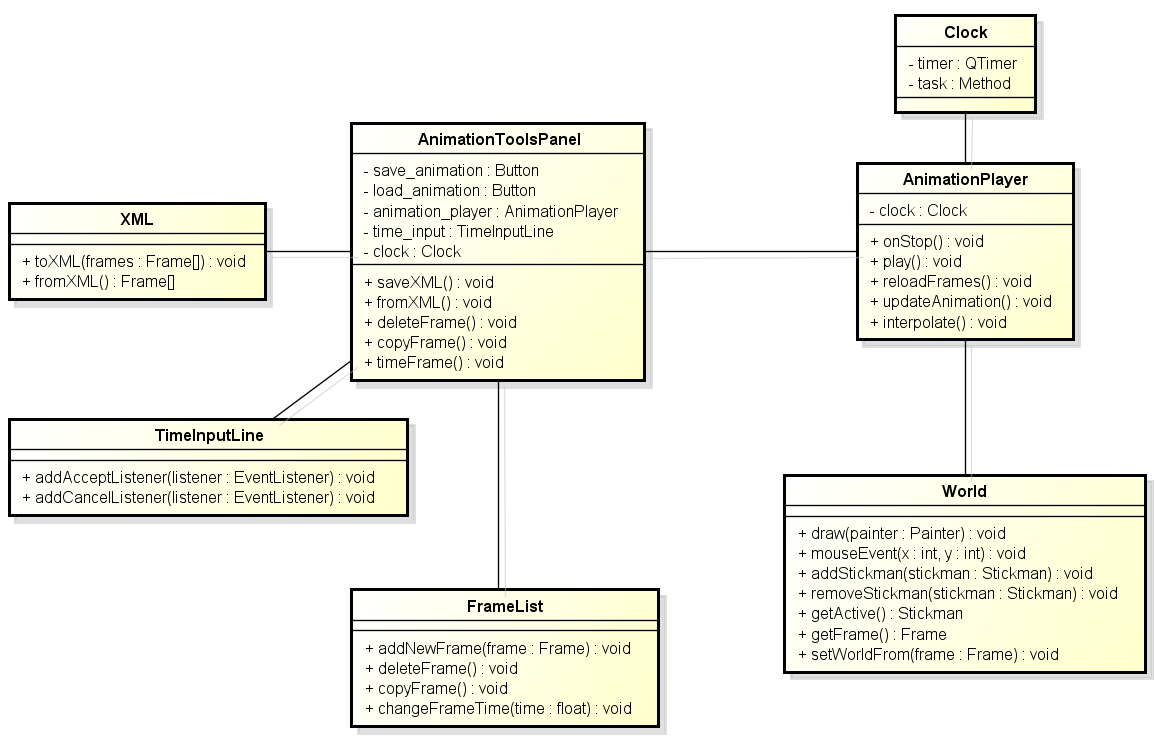 Clock
- timer : QTimer
- task : Method
AnimationToolsPanel
- save_animation : Button
- load_animation : Button
- animation_player : AnimationPlayer
- time_input : TimeInputLine
- clock : Clock
+ saveXML() : void
+ fromXML() : void
+ deleteFrame() : void
+ copyFrame() : void
+ timeFrame() : void
AnimationPlayer
- clock : Clock
+ onStop() : void
+ play() : void
+ reloadFrames() : void
+ updateAnimation() : void
+ interpolate() : void
XML
+ toXML(frames : Frame[]) : void
+ fromXML() : Frame[]
TimeInputLine
+ addAcceptListener(listener : EventListener) : void
+ addCancelListener(listener : EventListener) : void
World
+ draw(painter : Painter) : void
+ mouseEvent(x : int, y : int) : void
+ addStickman(stickman : Stickman) : void
+ removeStickman(stickman : Stickman) : void
+ getActive() : Stickman
+ getFrame() : Frame
+ setWorldFrom(frame : Frame) : void
FrameList
+ addNewFrame(frame : Frame) : void
+ deleteFrame() : void
+ copyFrame() : void
+ changeFrameTime(time : float) : void